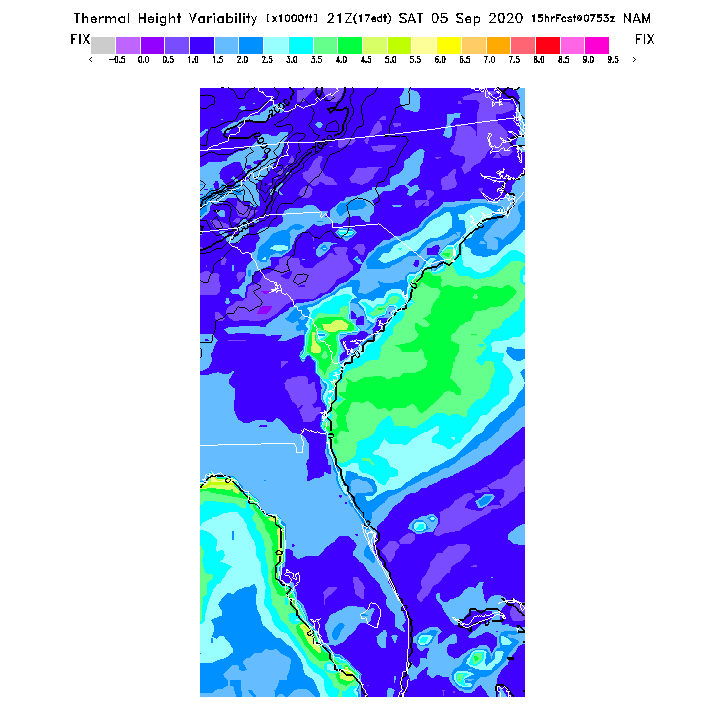 Thermal Height Variability [x1000ft] 21Z(17edt) SAT 05 Sep 2020 15hrFcst@0753z NAM
FIX FIX
< -0.5 0.0 0.5 1.0 1.5 2.0 2.5 3.0 3.5 4.0 4.5 5.0 5.5 6.0 6.5 7.0 7.5 8.0 8.5 9.0 9.5 >